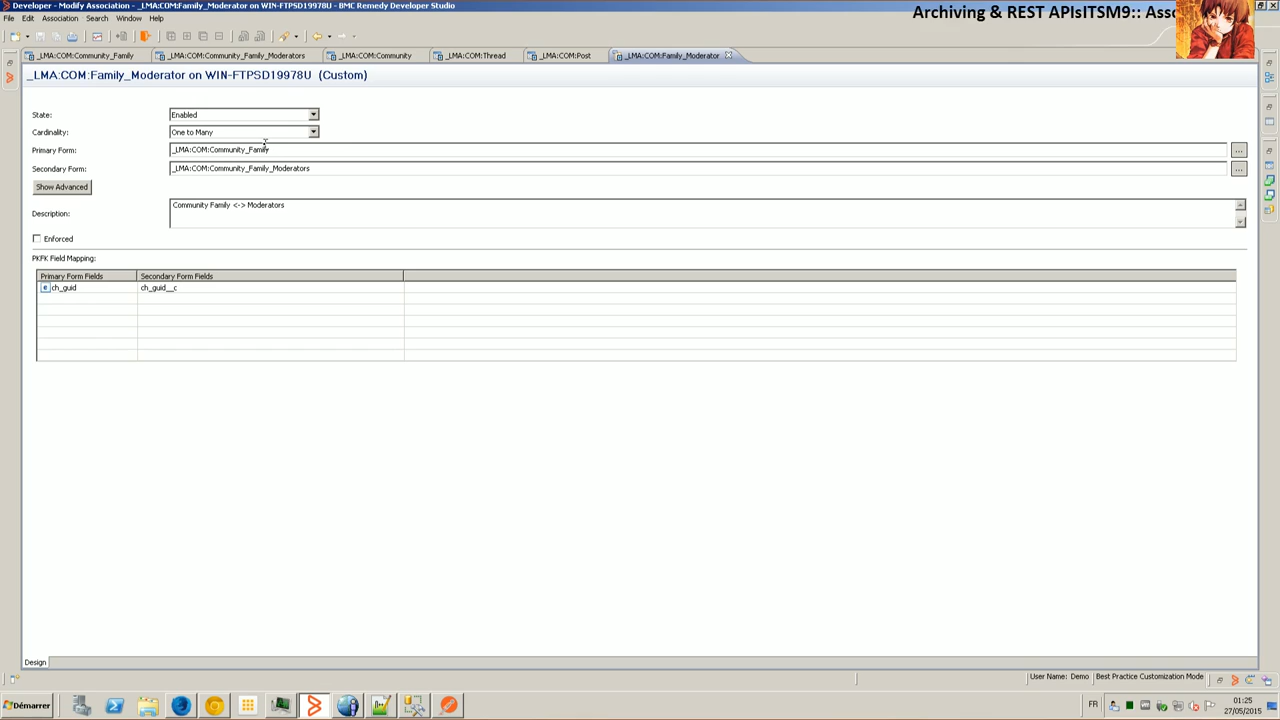 Developer - Modify Association - _LMA:COM:Family_Moderator on WIN-FTPSD19978U - BMC Remedy Developer Studio
Archiving & REST APIsITSM9:: Asso
File Edit Association Search Window Help
_LMA:COM:Community_Family _LMA:COM:Community_Family_Moderators _LMA:COM:Community _LMA:COM:Thread _LMA:COM:Post _LMA:COM:Family_Moderator
_LMA:COM:Family_Moderator on WIN-FTPSD19978U (Custom)
State: Enabled
Cardinality: One to Many
Primary Form: _LMA:COM:Community_Family ...
Secondary Form: _LMA:COM:Community_Family_Moderators ...
Show Advanced
Description: Community Family <-> Moderators
Enforced
PKFK Field Mapping:
Primary Form Fields Secondary Form Fields
ch_guid ch_guid__c
Design
User Name: Demo Best Practice Customization Mode
Démarrer FR 01:25
27/05/2015